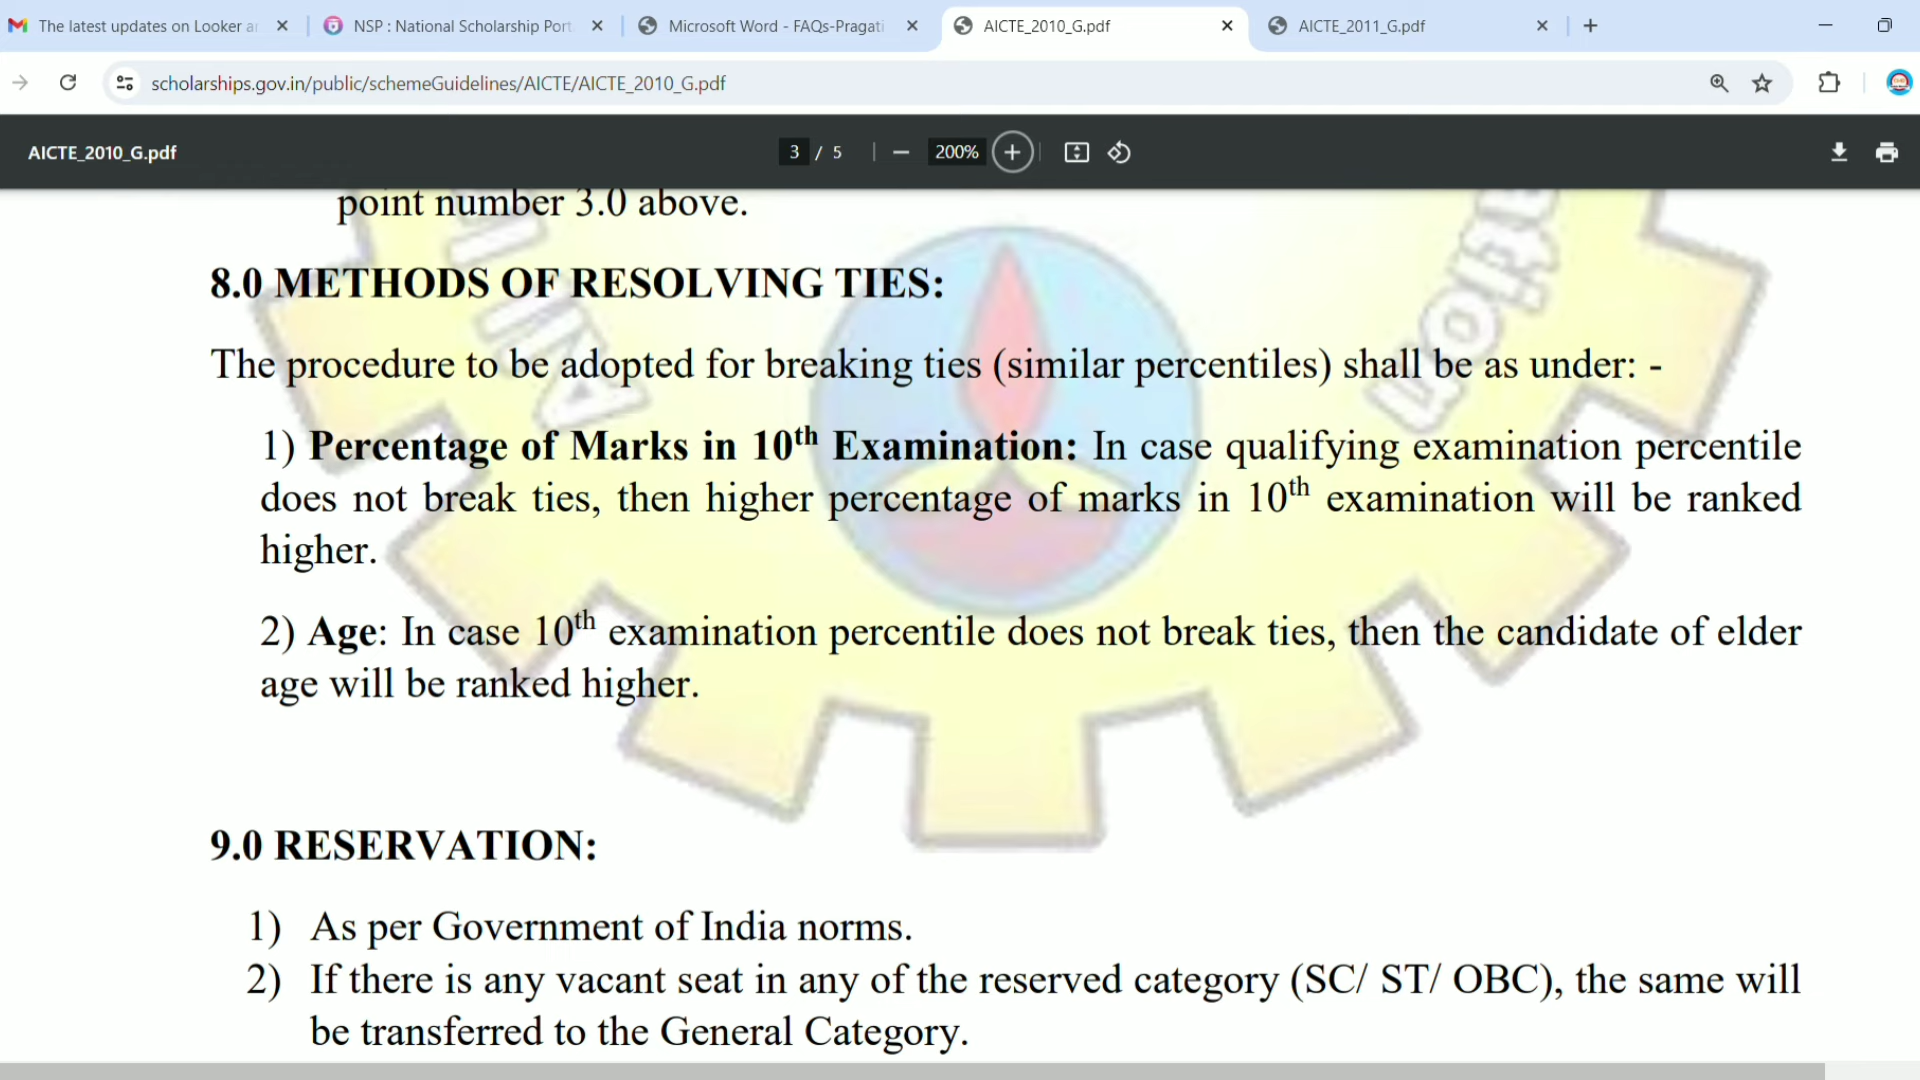 The latest updates on Looker a
NSP : National Scholarship Port
Microsoft Word - FAQs-Pragati
AICTE_2010_G.pdf
AICTE_2011_G.pdf
scholarships.gov.in/public/schemeGuidelines/AICTE/AICTE_2010_G.pdf
AICTE_2010_G.pdf
3 / 5
200%
point number 3.0 above.
8.0 METHODS OF RESOLVING TIES:
The procedure to be adopted for breaking ties (similar percentiles) shall be as under: -
1) Percentage of Marks in 10th Examination: In case qualifying examination percentile
does not break ties, then higher percentage of marks in 10th examination will be ranked
higher.
2) Age: In case 10th examination percentile does not break ties, then the candidate of elder
age will be ranked higher.
9.0 RESERVATION:
1) As per Government of India norms.
2) If there is any vacant seat in any of the reserved category (SC/ ST/ OBC), the same will
be transferred to the General Category.